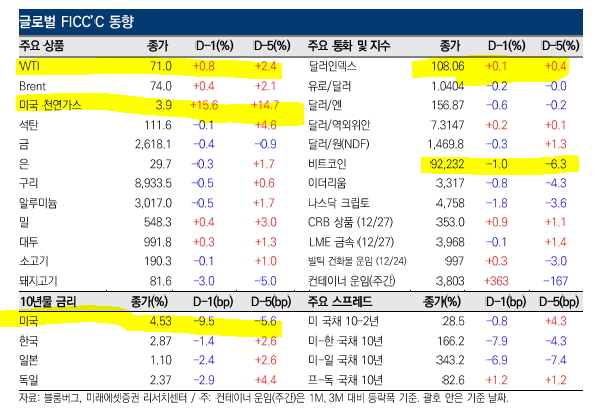 글로벌 FICC'C 동향
주요 상품 종가 D-1(%) D-5(%) 주요 통화 및 지수 종가 D-1(%) D-5(%)
WTI 71.0 +0.8 +2.4 달러인덱스 108.06 +0.1 +0.4
Brent 74.0 +0.4 +2.1 유로/달러 1.0404 -0.2 -0.0
미국 천연가스 3.9 +15.6 +14.7 달러/엔 156.87 -0.6 -0.2
석탄 111.6 -0.1 +4.6 달러/역외위안 7.3147 +0.2 +0.1
금 2,618.1 -0.4 -0.9 달러/원(NDF) 1,469.8 -0.3 +1.3
은 29.7 -0.3 +1.7 비트코인 92,232 -1.0 -6.3
구리 8,933.5 -0.5 +0.6 이더리움 3,317 -0.8 -4.3
알루미늄 3,017.0 -0.5 +1.7 나스닥 크립토 4,758 -1.8 -3.6
밀 548.3 +0.4 +3.0 CRB 상품 (12/27) 353.0 +0.9 +1.1
대두 991.8 +0.3 +1.3 LME 금속 (12/27) 3,968 -0.1 +1.4
소고기 190.3 -0.1 +1.0 발틱 건화물 운임 (12/24) 997 +0.3 -3.0
돼지고기 81.6 -3.0 -5.0 컨테이너 운임(주간) 3,803 +363 -167
10년물 금리 종가(%) D-1(bp) D-5(bp) 주요 스프레드 종가(%) D-1(bp) D-5(bp)
미국 4.53 -9.5 -5.6 미 국채 10-2년 28.5 -0.8 +4.3
한국 2.87 -1.4 +2.6 미-한 국채 10년 166.2 -7.9 -4.3
일본 1.10 -2.4 +2.6 미-일 국채 10년 343.2 -6.9 -7.4
독일 2.37 -2.9 +4.4 프-독 국채 10년 82.6 +1.2 +1.2
자료: 블룸버그, 미래에셋증권 리서치센터 / 주: 컨테이너 운임(주간)은 1M, 3M 대비 등락폭 기준. 괄호 안은 기준 날짜.